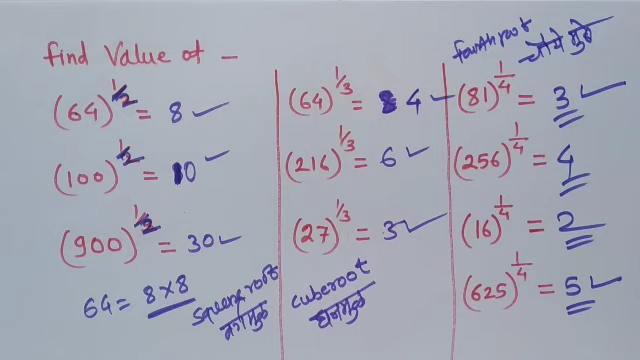 find Value of –
(64)^1/2 = 8 ✓
(100)^1/2 = 10 ✓
(900)^1/2 = 30 ✓
64 = 8 × 8
square root
वर्गमुळ
(64)^1/3 = 4 ✓
(216)^1/3 = 6 ✓
(27)^1/3 = 3 ✓
cuberoot
घनमुळ
fourth root
चौथे मुळ
(81)^1/4 = 3 ✓
(256)^1/4 = 4
(16)^1/4 = 2
(625)^1/4 = 5 ✓